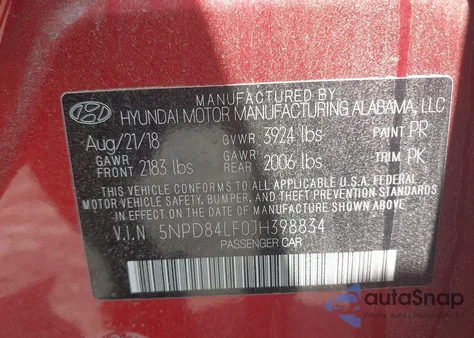 MANUFACTURED BY
HYUNDAI MOTOR MANUFACTURING ALABAMA, LLC
Aug/21/18 GVWR 3924 lbs PAINT PR
GAWR FRONT 2183 lbs GAWR REAR 2006 lbs TRIM PK
THIS VEHICLE CONFORMS TO ALL APPLICABLE U.S.A. FEDERAL
MOTOR VEHICLE SAFETY, BUMPER, AND THEFT PREVENTION STANDARDS
IN EFFECT ON THE DATE OF MANUFACTURE SHOWN ABOVE
V.I.N 5NPD84LF0JH398834
PASSENGER CAR
autoSnap